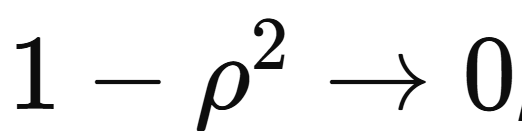 1 − ρ² → 0,